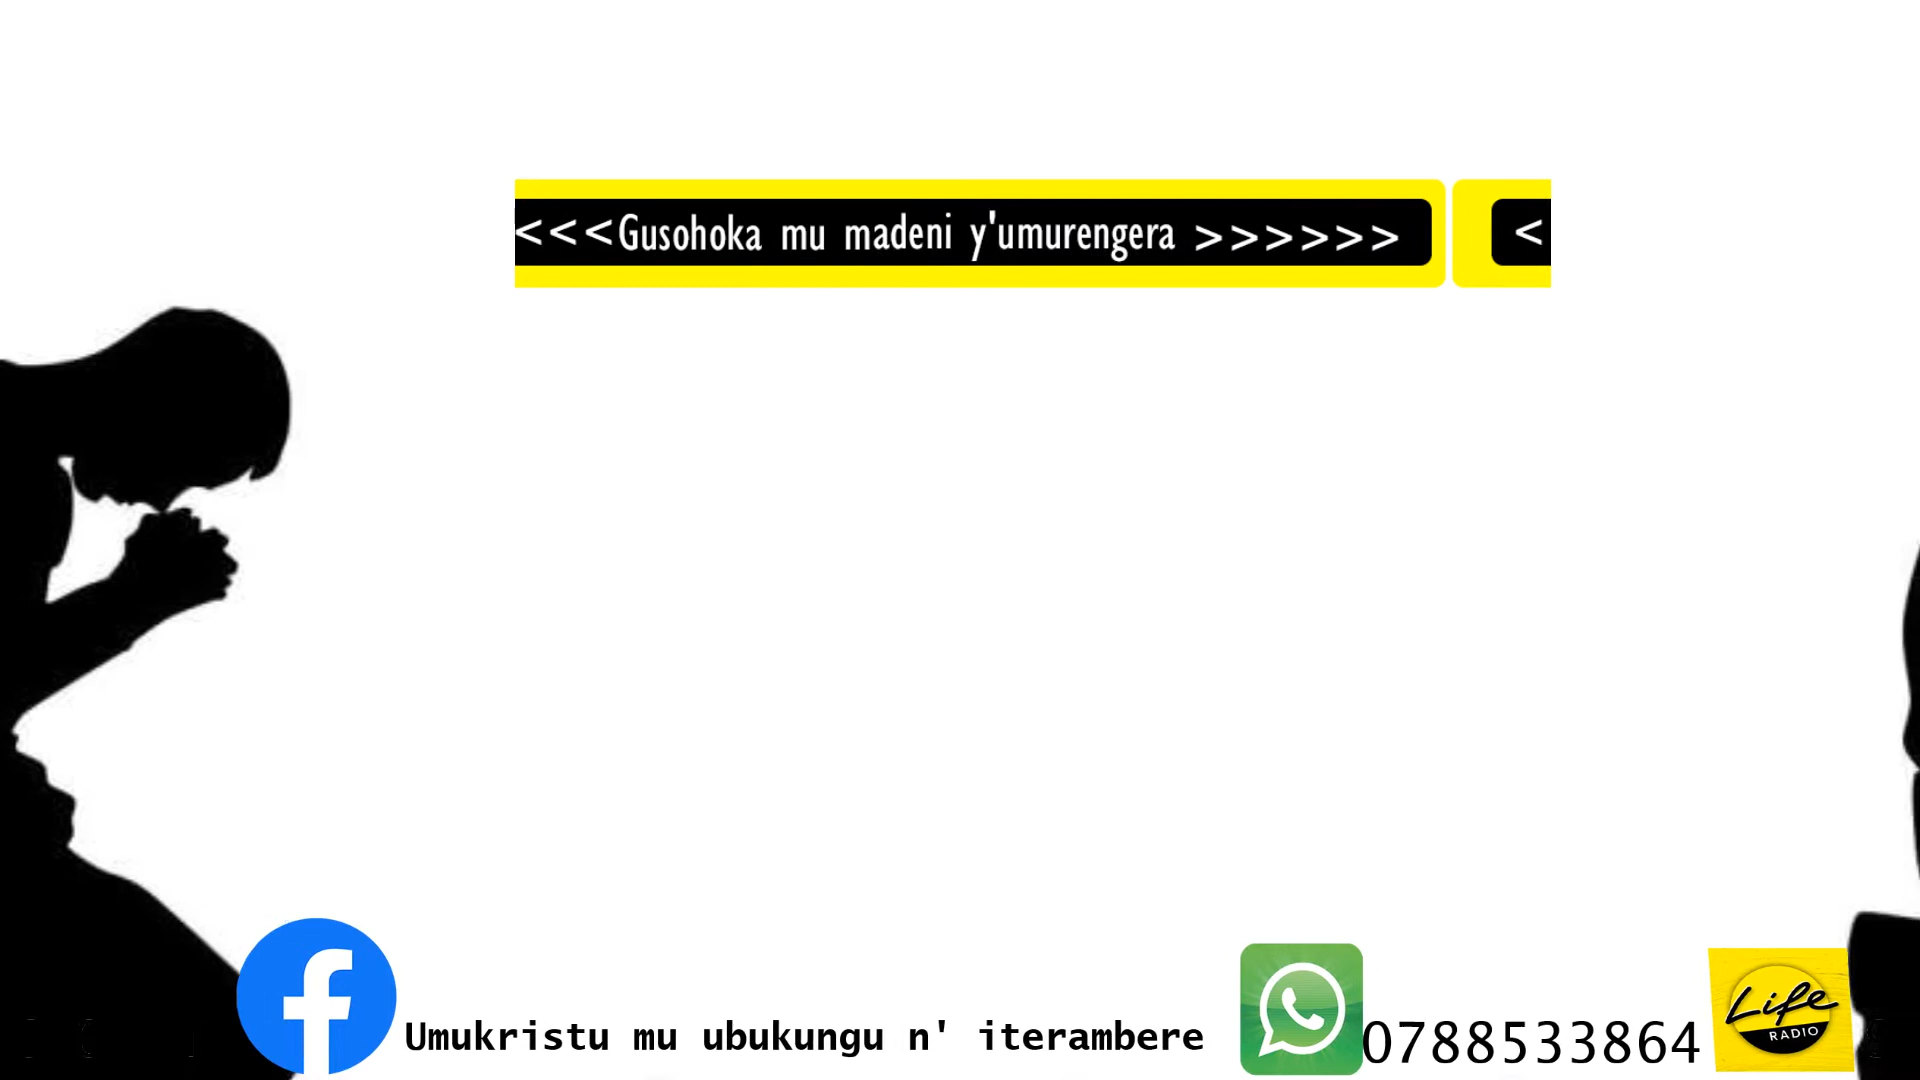 <<<Gusohoka mu madeni y'umurengera >>>>>> <
Umukristu mu ubukungu n' iterambere
0788533864
Life
RADIO